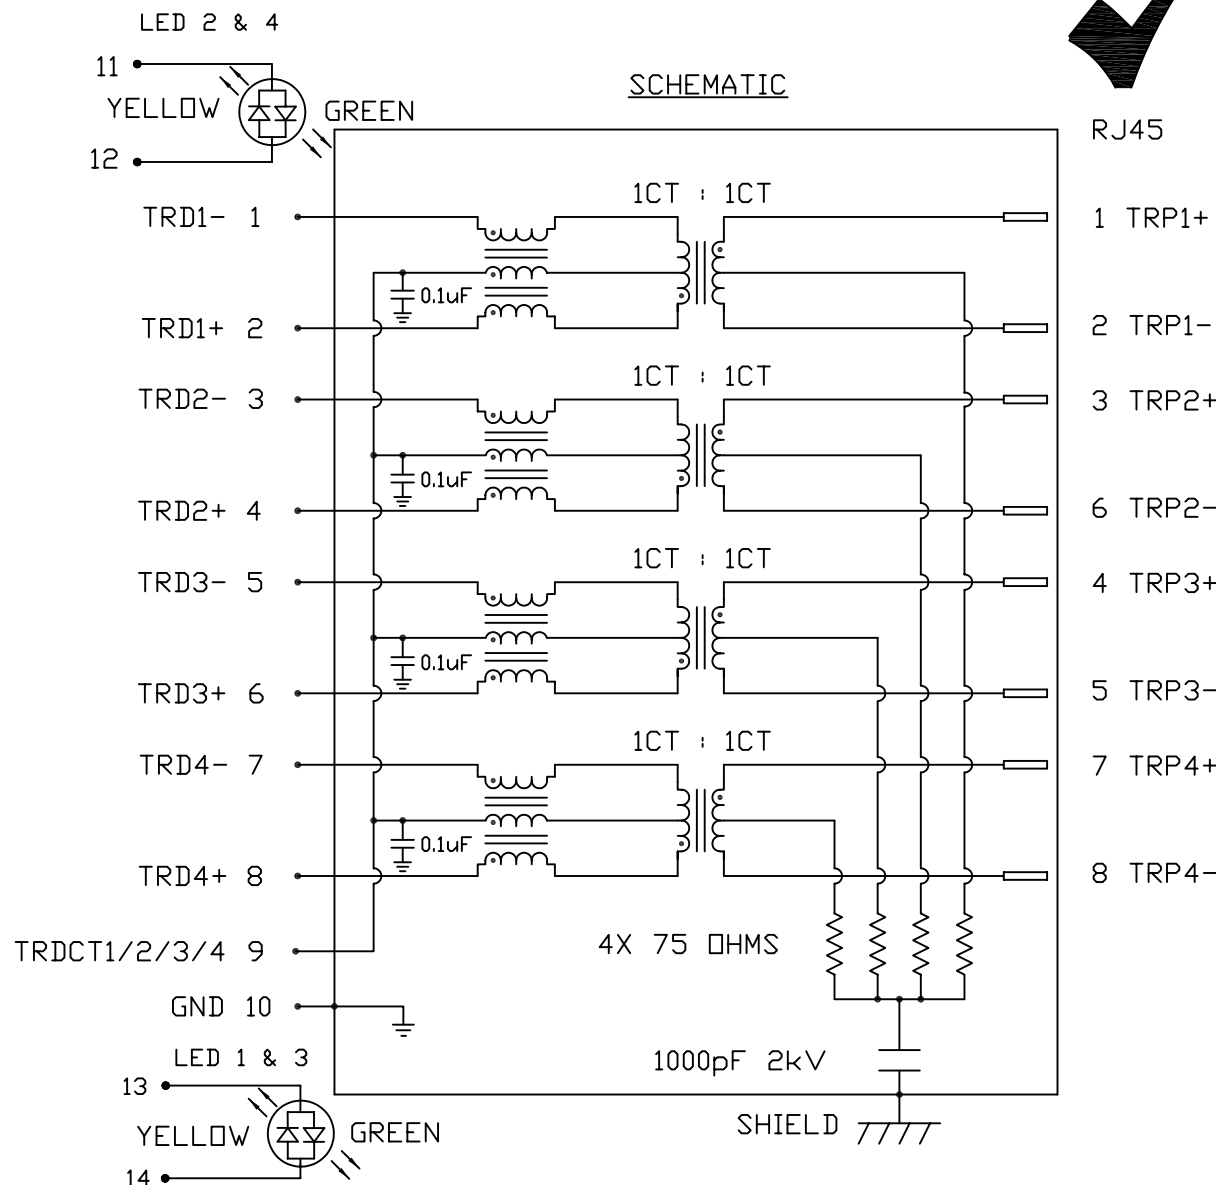 LED 2 & 4
11
SCHEMATIC
YELLOW
GREEN
RJ45
12
1CT : 1CT
TRD1- 1
1 TRP1+
0.1uF
TRD1+ 2
2 TRP1-
1CT : 1CT
TRD2- 3
3 TRP2+
0.1uF
TRD2+ 4
6 TRP2-
1CT : 1CT
TRD3- 5
4 TRP3+
0.1uF
TRD3+ 6
5 TRP3-
1CT : 1CT
TRD4- 7
7 TRP4+
0.1uF
TRD4+ 8
8 TRP4-
TRDCT1/2/3/4 9
4X 75 OHMS
GND 10
LED 1 & 3
1000pF 2kV
13
SHIELD
YELLOW
GREEN
14